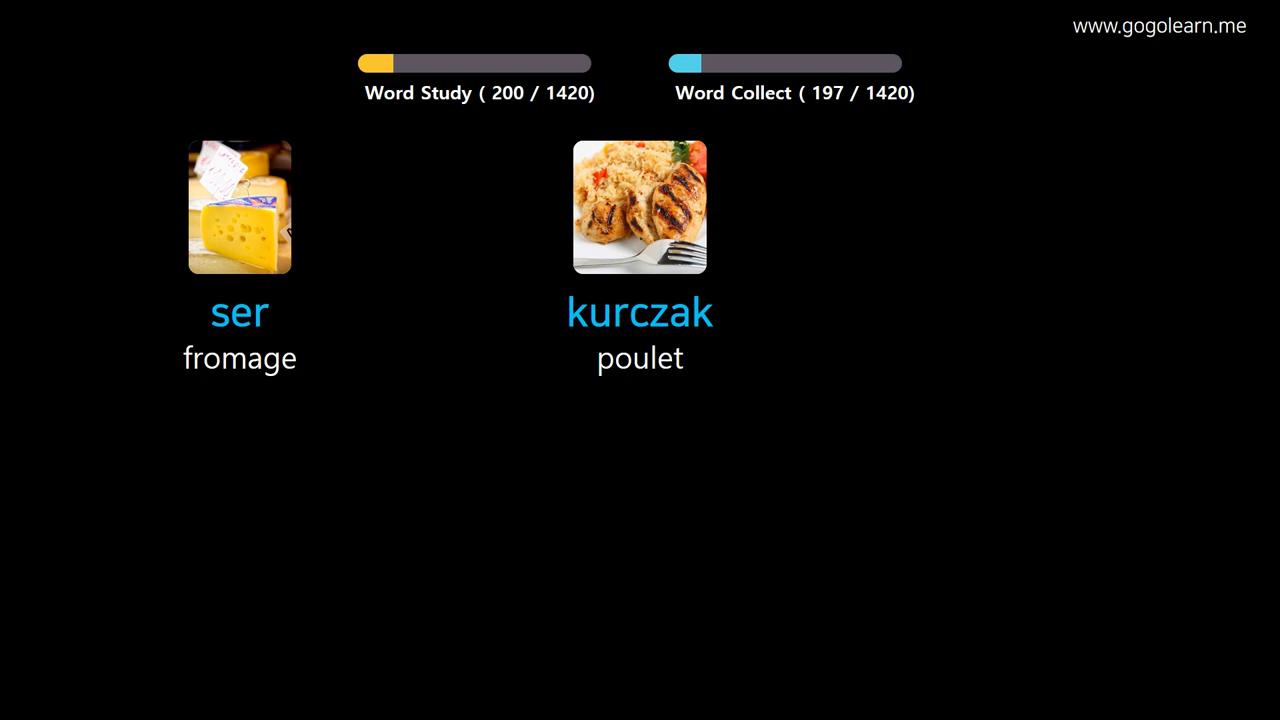 www.gogolearn.me
Word Study ( 200 / 1420)
Word Collect ( 197 / 1420)
ser
kurczak
fromage
poulet